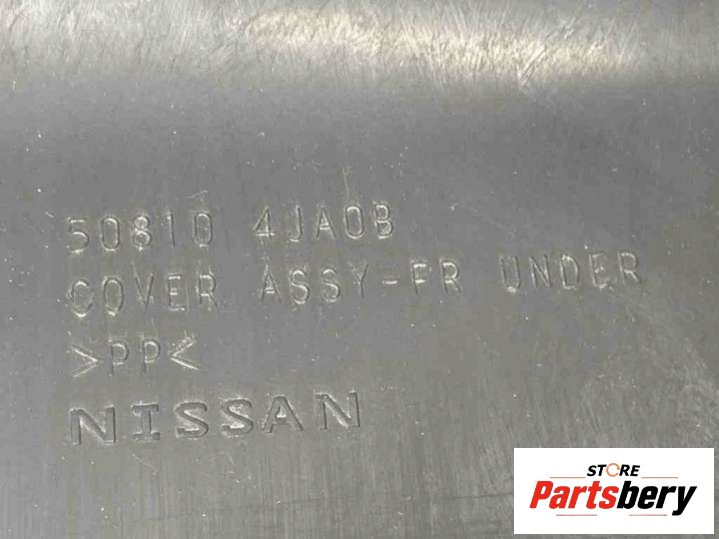 50810 4JA0B
COVER ASSY-FR UNDER
>PP<
NISSAN
STORE
Partsbery